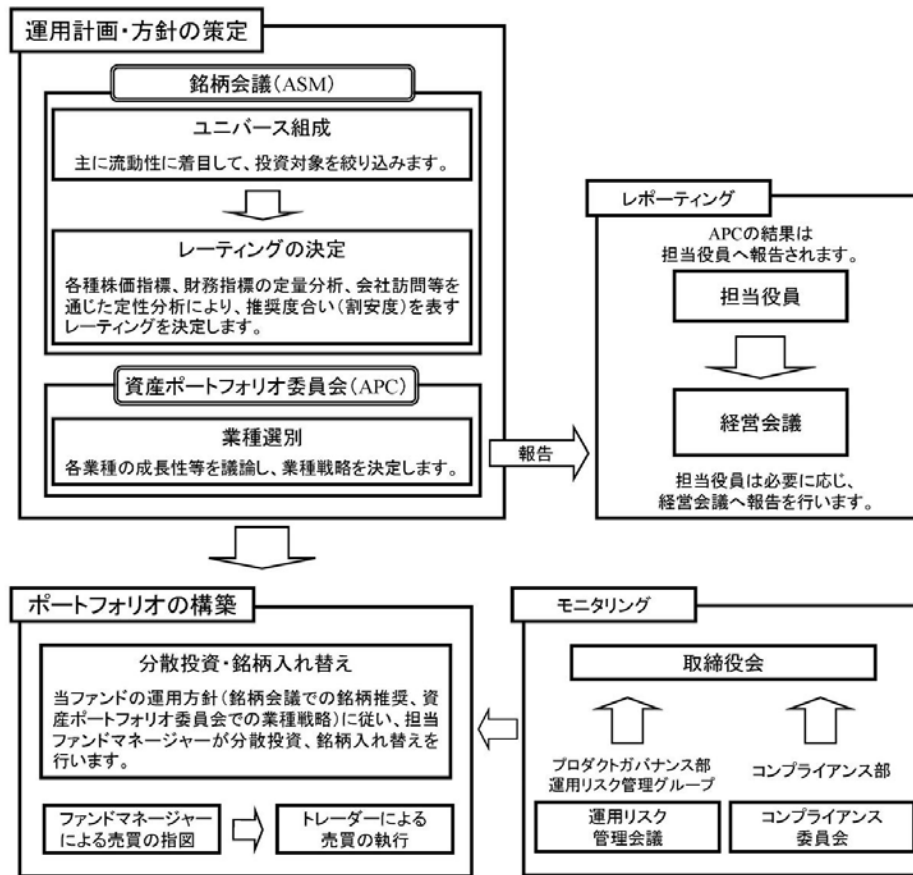 運用計画・方針の策定
銘柄会議（ASM）
ユニバース組成
主に流動性に着目して、投資対象を絞り込みます。
レーティングの決定
各種株価指標、財務指標の定量分析、会社訪問等を
通じた定性分析により、推奨度合い（割安度）を表す
レーティングを決定します。
資産ポートフォリオ委員会（APC）
業種選別
各業種の成長性等を議論し、業種戦略を決定します。
報告
レポーティング
APCの結果は
担当役員へ報告されます。
担当役員
経営会議
担当役員は必要に応じ、
経営会議へ報告を行います。
ポートフォリオの構築
分散投資・銘柄入れ替え
当ファンドの運用方針（銘柄会議での銘柄推奨、資
産ポートフォリオ委員会での業種戦略）に従い、担当
ファンドマネージャーが分散投資、銘柄入れ替えを
行います。
ファンドマネージャー
による売買の指図
トレーダーによる
売買の執行
モニタリング
取締役会
プロダクトガバナンス部
運用リスク管理グループ
コンプライアンス部
運用リスク
管理会議
コンプライアンス
委員会